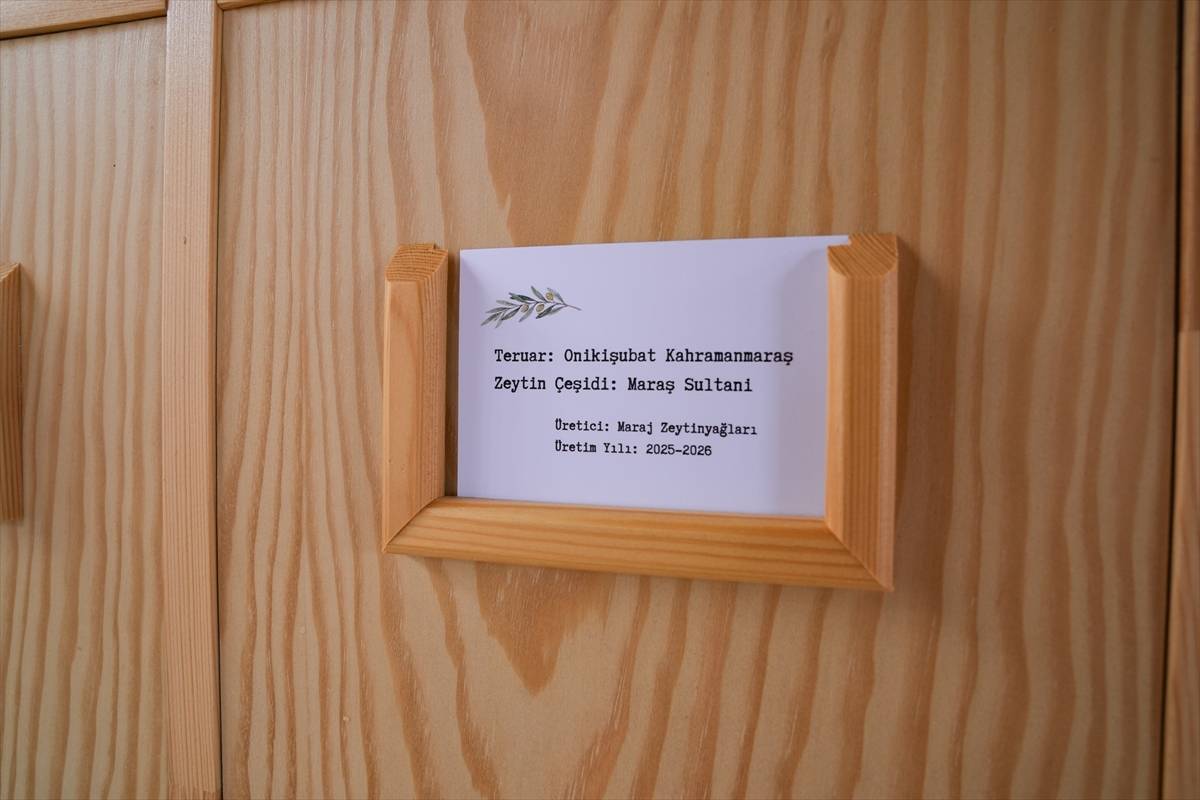 Teruar: Onikişubat Kahramanmaraş
Zeytin Çeşidi: Maraş Sultani
Üretici: Maraj Zeytinyağları
Üretim Yılı: 2025-2026